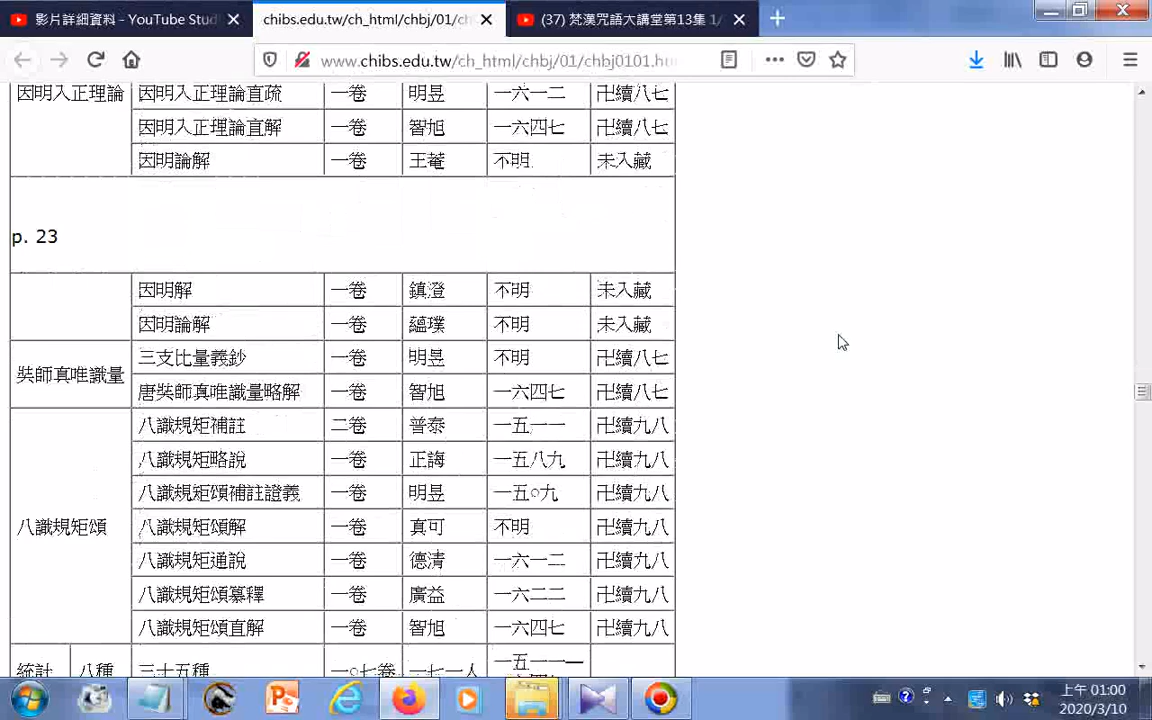 影片詳細資料 - YouTube Stud
chibs.edu.tw/ch_html/chbj/01/ch
(37) 梵漢咒語大講堂第13集 1/
www.chibs.edu.tw/ch_html/chbj/01/chbj0101.ht
因明入正理論 因明入正理論直疏 一卷 明昱 一六一二 卍續八七
因明入正理論直解 一卷 智旭 一六四七 卍續八七
因明論解 一卷 王菴 不明 未入藏
p. 23
因明解 一卷 鎮澄 不明 未入藏
因明論解 一卷 蘊璞 不明 未入藏
奘師真唯識量 三支比量義鈔 一卷 明昱 不明 卍續八七
唐奘師真唯識量略解 一卷 智旭 一六四七 卍續八七
八識規矩頌 八識規矩補註 二卷 普泰 一五一一 卍續九八
八識規矩略說 一卷 正誨 一五八九 卍續九八
八識規矩頌補註證義 一卷 明昱 一五○九 卍續九八
八識規矩頌解 一卷 真可 不明 卍續九八
八識規矩通說 一卷 德清 一六一二 卍續九八
八識規矩頌纂釋 一卷 廣益 一六二二 卍續九八
八識規矩頌直解 一卷 智旭 一六四七 卍續九八
統計 八種 三十五種 一○七卷 一七一人 一五一一—
上午 01:00
2020/3/10